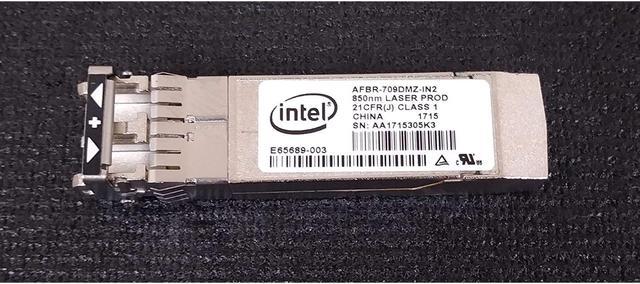 intel
AFBR-709DMZ-IN2
850nm LASER PROD
21CFR(J) CLASS 1
CHINA 1715
SN: AA1715305K3
E65689-003